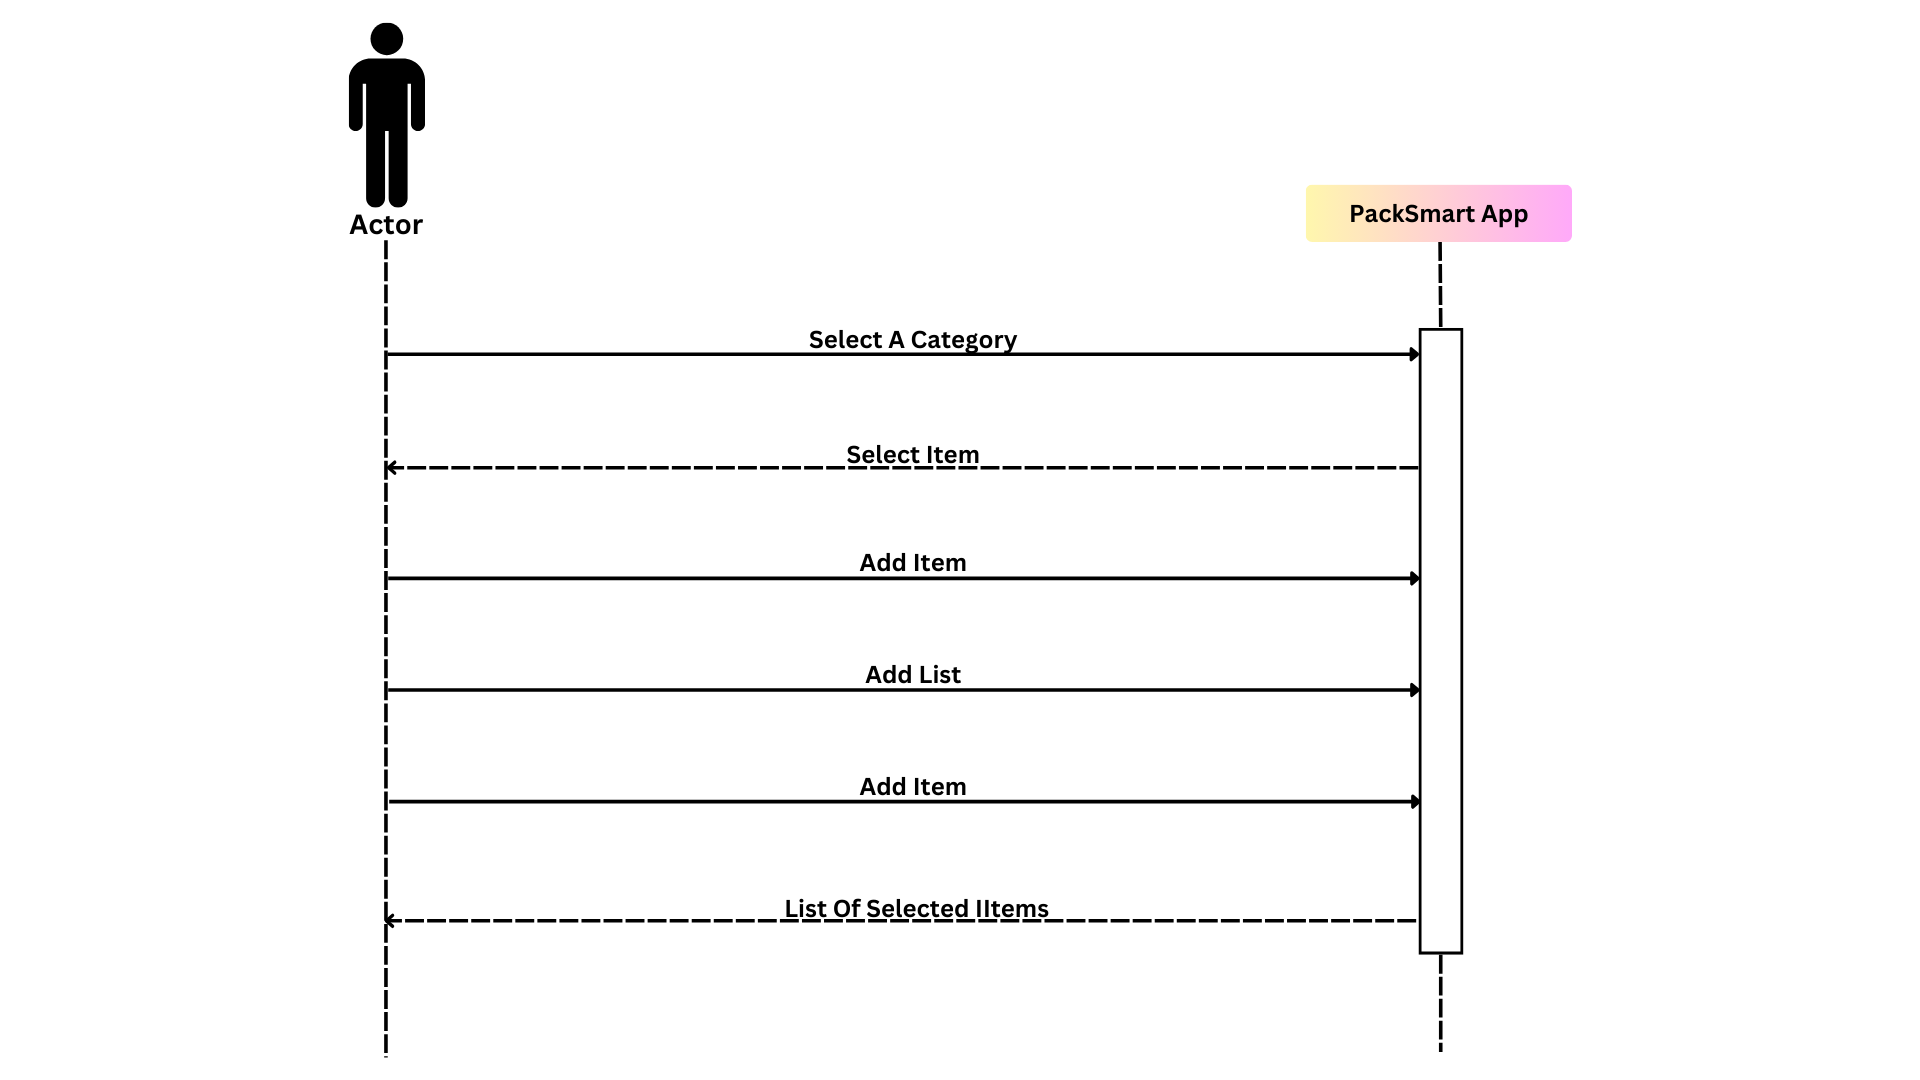 Actor
PackSmart App
Select A Category
Select Item
Add Item
Add List
Add Item
List Of Selected IItems